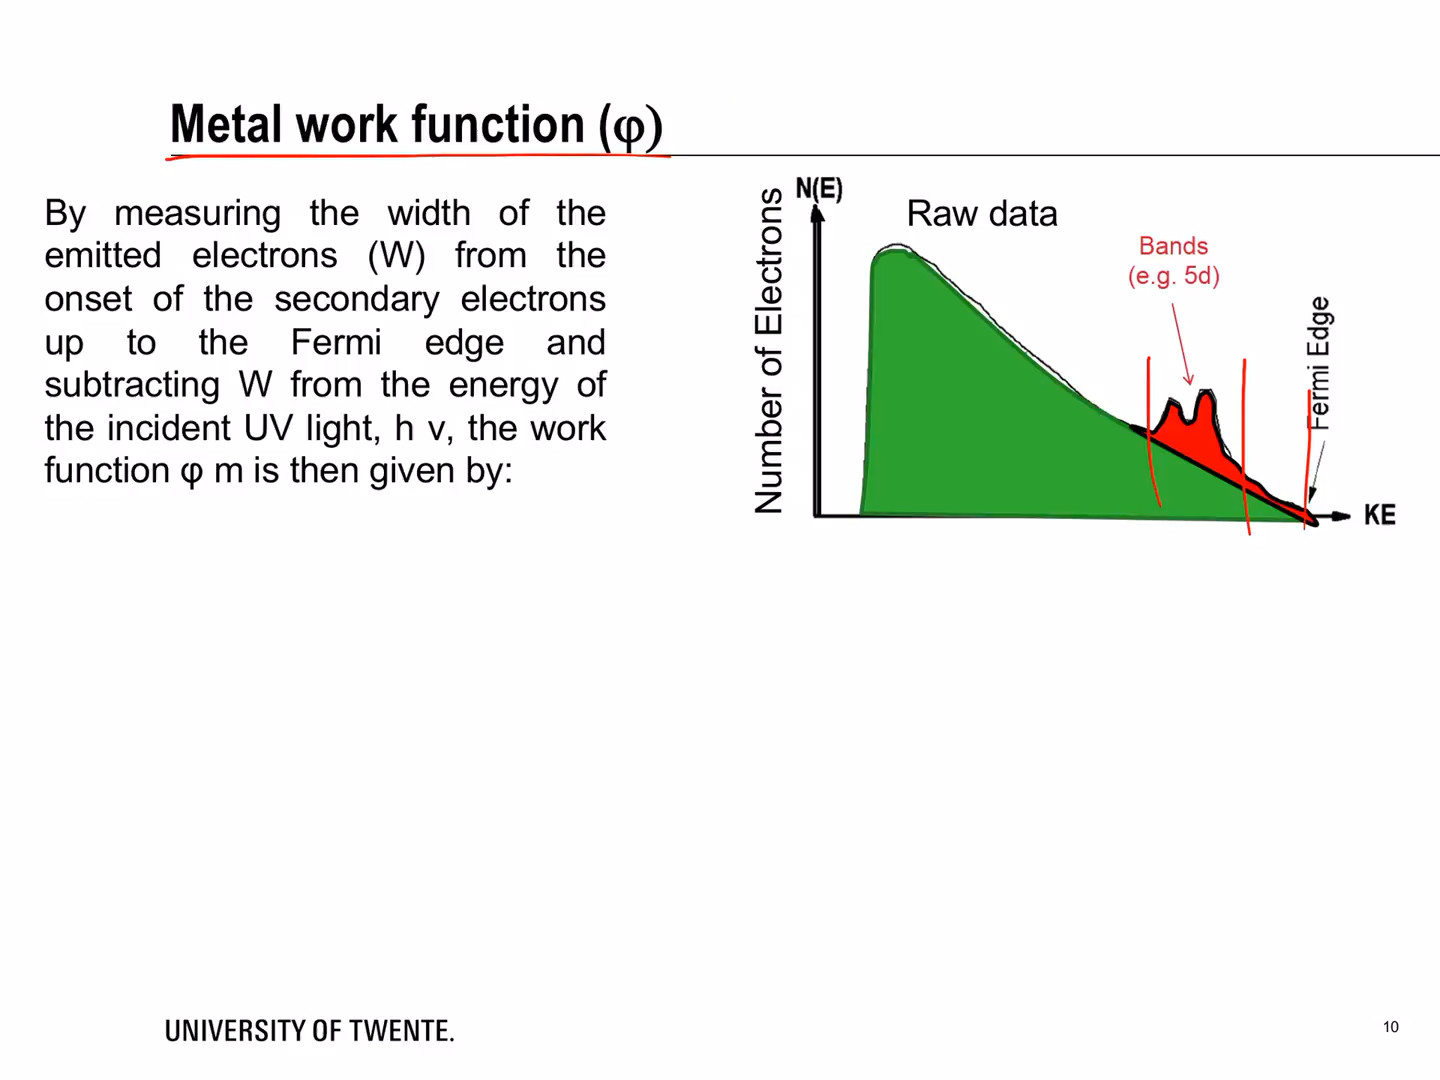 Metal work function (φ)
By measuring the width of the
emitted electrons (W) from the
onset of the secondary electrons
up to the Fermi edge and
subtracting W from the energy of
the incident UV light, h ν, the work
function φ m is then given by:
N(E)
Raw data
Number of Electrons
Bands
(e.g. 5d)
Fermi Edge
KE
UNIVERSITY OF TWENTE.
10